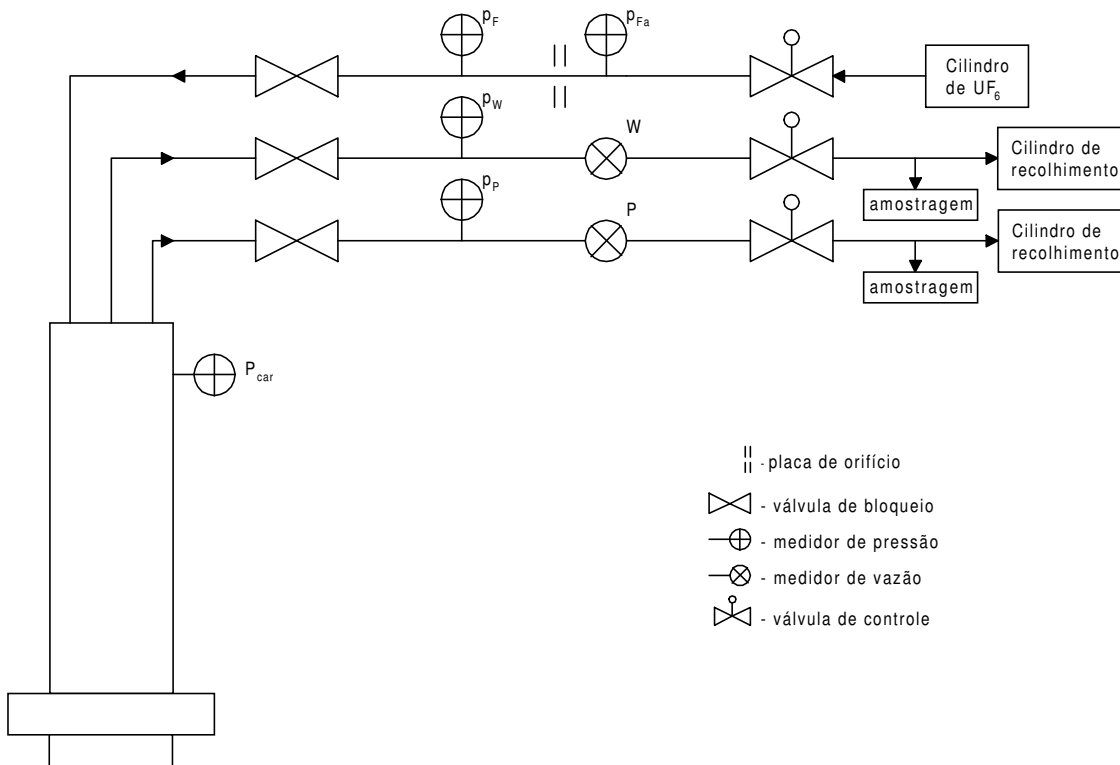 p_F
p_Fa
Cilindro
de UF_6
p_W
W
Cilindro de
recolhimento
amostragem
p_P
P
Cilindro de
recolhimento
amostragem
P_car
- placa de orifício
- válvula de bloqueio
- medidor de pressão
- medidor de vazão
- válvula de controle